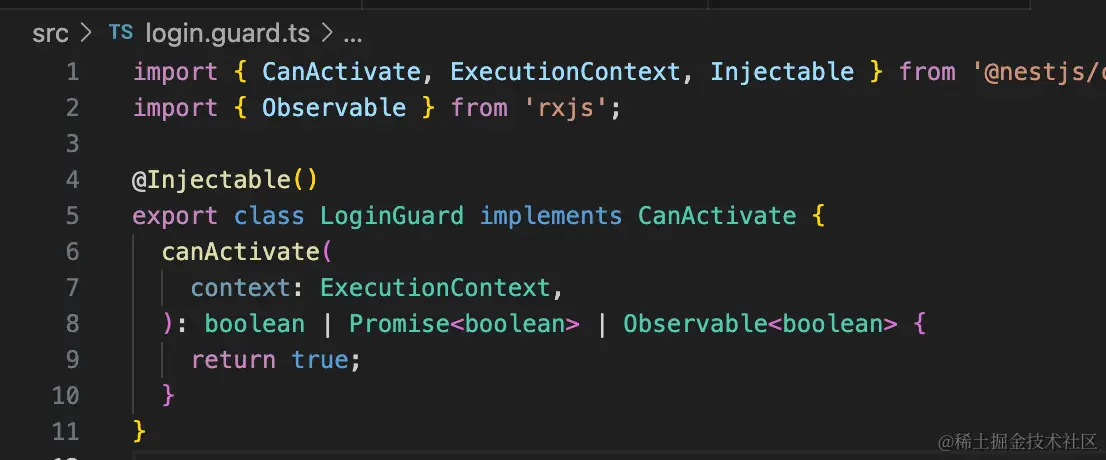 src > TS login.guard.ts > ...
1 import { CanActivate, ExecutionContext, Injectable } from '@nestjs/
2 import { Observable } from 'rxjs';
3
4 @Injectable()
5 export class LoginGuard implements CanActivate {
6 canActivate(
7 context: ExecutionContext,
8 ): boolean | Promise<boolean> | Observable<boolean> {
9 return true;
10 }
11 }
@稀土掘金技术社区